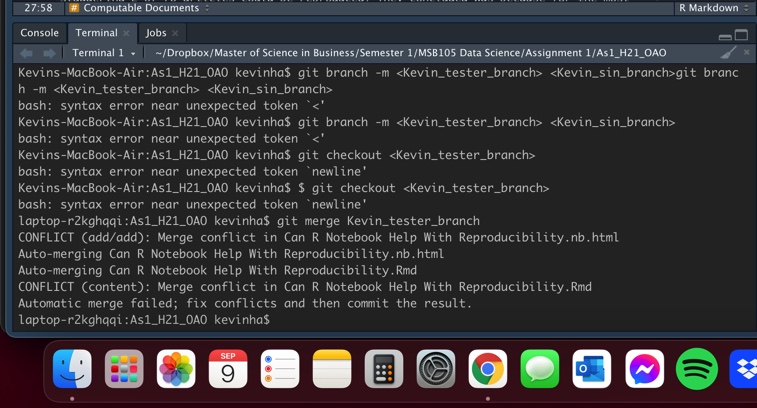 27:58 # Computable Documents R Markdown
Console Terminal Jobs
Terminal 1 ~/Dropbox/Master of Science in Business/Semester 1/MSB105 Data Science/Assignment 1/As1_H21_OAO
Kevins-MacBook-Air:As1_H21_OAO kevinha$ git branch -m <Kevin_tester_branch> <Kevin_sin_branch>git branc
h -m <Kevin_tester_branch> <Kevin_sin_branch>
bash: syntax error near unexpected token `<'
Kevins-MacBook-Air:As1_H21_OAO kevinha$ git branch -m <Kevin_tester_branch> <Kevin_sin_branch>
bash: syntax error near unexpected token `<'
Kevins-MacBook-Air:As1_H21_OAO kevinha$ git checkout <Kevin_tester_branch>
bash: syntax error near unexpected token `newline'
Kevins-MacBook-Air:As1_H21_OAO kevinha$ $ git checkout <Kevin_tester_branch>
bash: syntax error near unexpected token `newline'
laptop-r2kghqqi:As1_H21_OAO kevinha$ git merge Kevin_tester_branch
CONFLICT (add/add): Merge conflict in Can R Notebook Help With Reproducibility.nb.html
Auto-merging Can R Notebook Help With Reproducibility.nb.html
Auto-merging Can R Notebook Help With Reproducibility.Rmd
CONFLICT (content): Merge conflict in Can R Notebook Help With Reproducibility.Rmd
Automatic merge failed; fix conflicts and then commit the result.
laptop-r2kghqqi:As1_H21_OAO kevinha$
SEP
9